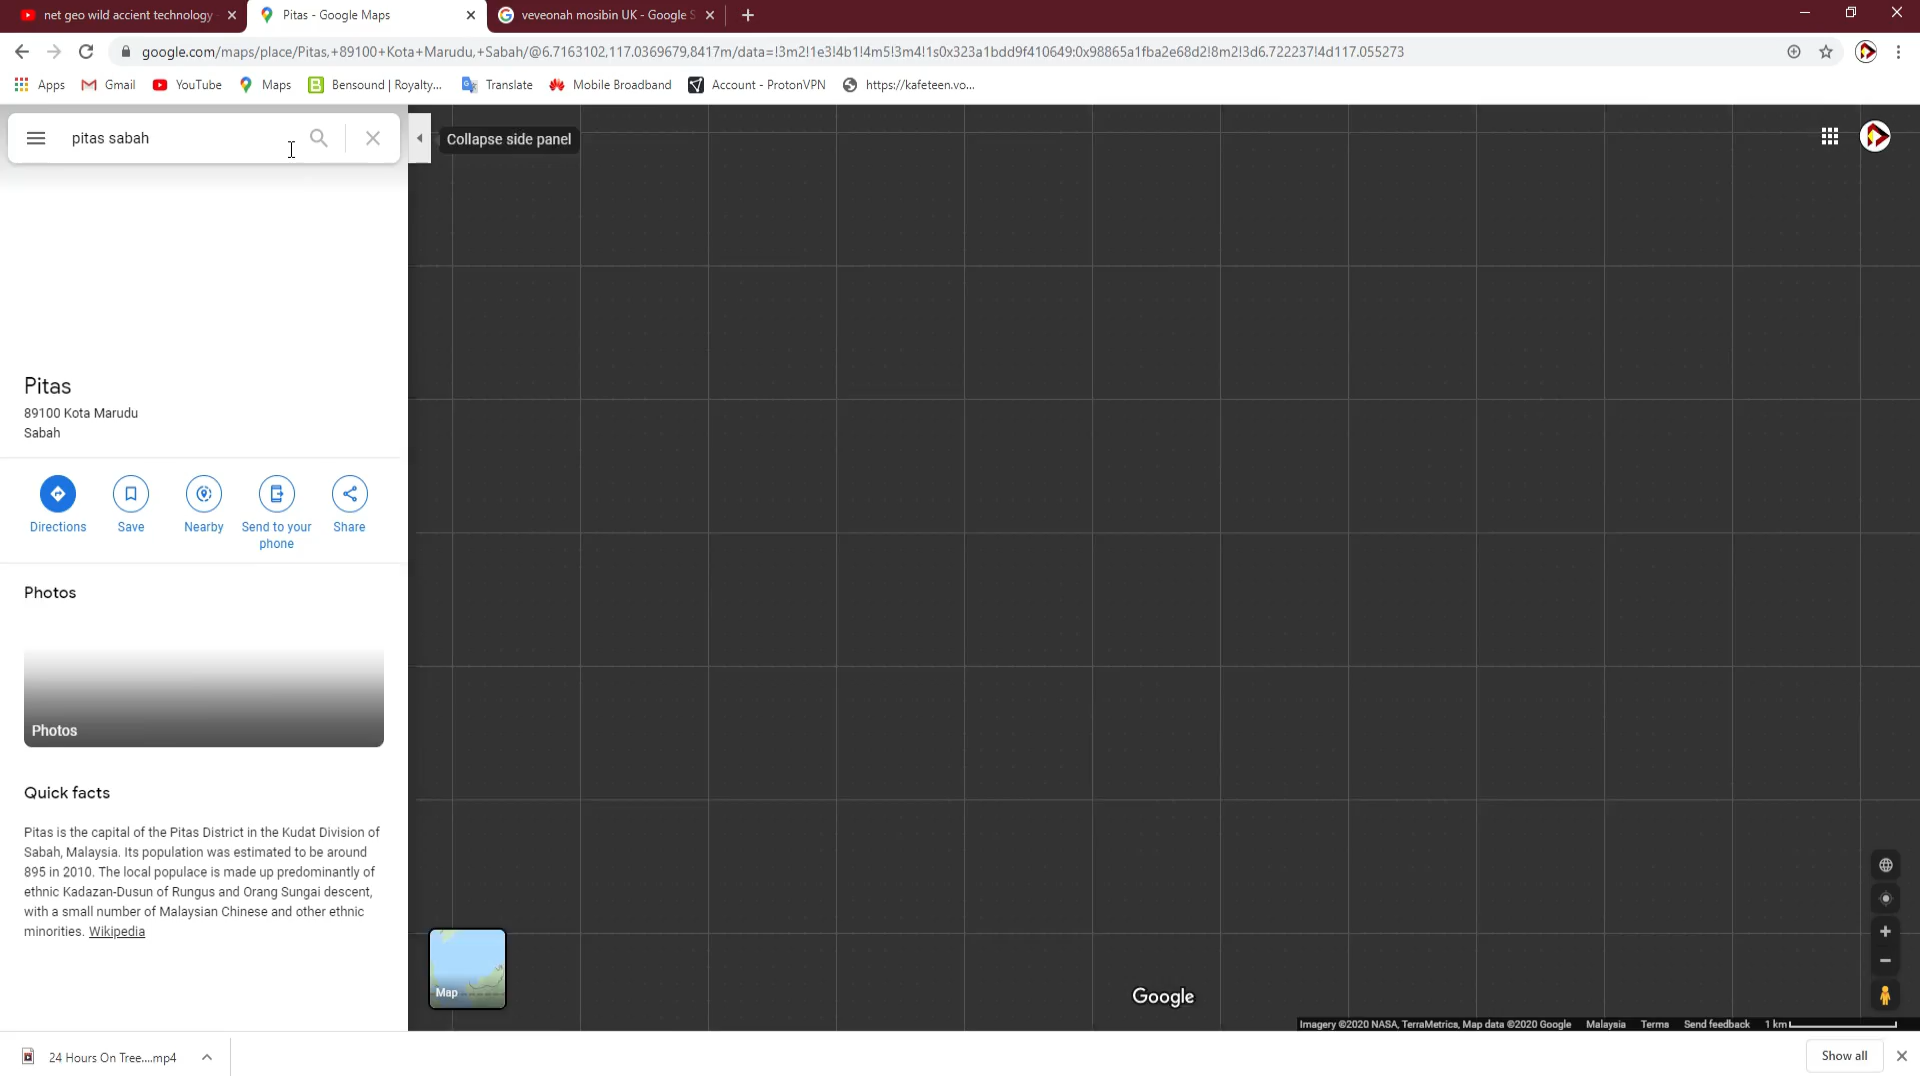 net geo wild accient technology
Pitas - Google Maps
veveonah mosibin UK - Google S
google.com/maps/place/Pitas,+89100+Kota+Marudu,+Sabah/@6.7163102,117.0369679,8417m/data=!3m2!1e3!4b1!4m5!3m4!1s0x323a1bdd9f410649:0x98865a1fba2e68d2!8m2!3d6.722237!4d117.055273
Apps
Gmail
YouTube
Maps
Bensound | Royalty...
Translate
Mobile Broadband
Account - ProtonVPN
https://kafeteen.vo...
pitas sabah
Collapse side panel
Pitas
89100 Kota Marudu
Sabah
Directions
Save
Nearby
Send to your
phone
Share
Photos
Photos
Quick facts
Pitas is the capital of the Pitas District in the Kudat Division of
Sabah, Malaysia. Its population was estimated to be around
895 in 2010. The local populace is made up predominantly of
ethnic Kadazan-Dusun of Rungus and Orang Sungai descent,
with a small number of Malaysian Chinese and other ethnic
minorities. Wikipedia
Map
Google
Imagery ©2020 NASA, TerraMetrics, Map data ©2020 Google
Malaysia
Terms
Send feedback
1 km
24 Hours On Tree....mp4
Show all